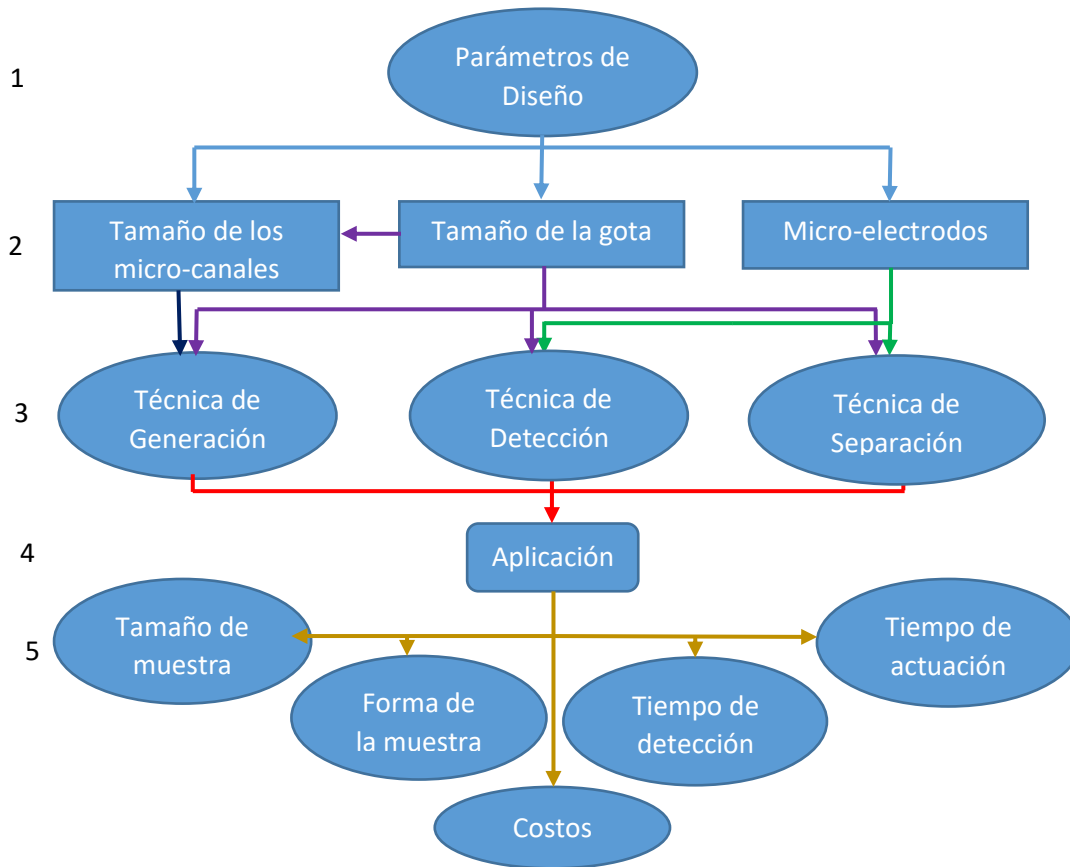 1
Parámetros de
Diseño
2
Tamaño de los
micro-canales
Tamaño de la gota
Micro-electrodos
3
Técnica de
Generación
Técnica de
Detección
Técnica de
Separación
4
Aplicación
5
Tamaño de
muestra
Forma de
la muestra
Tiempo de
detección
Tiempo de
actuación
Costos